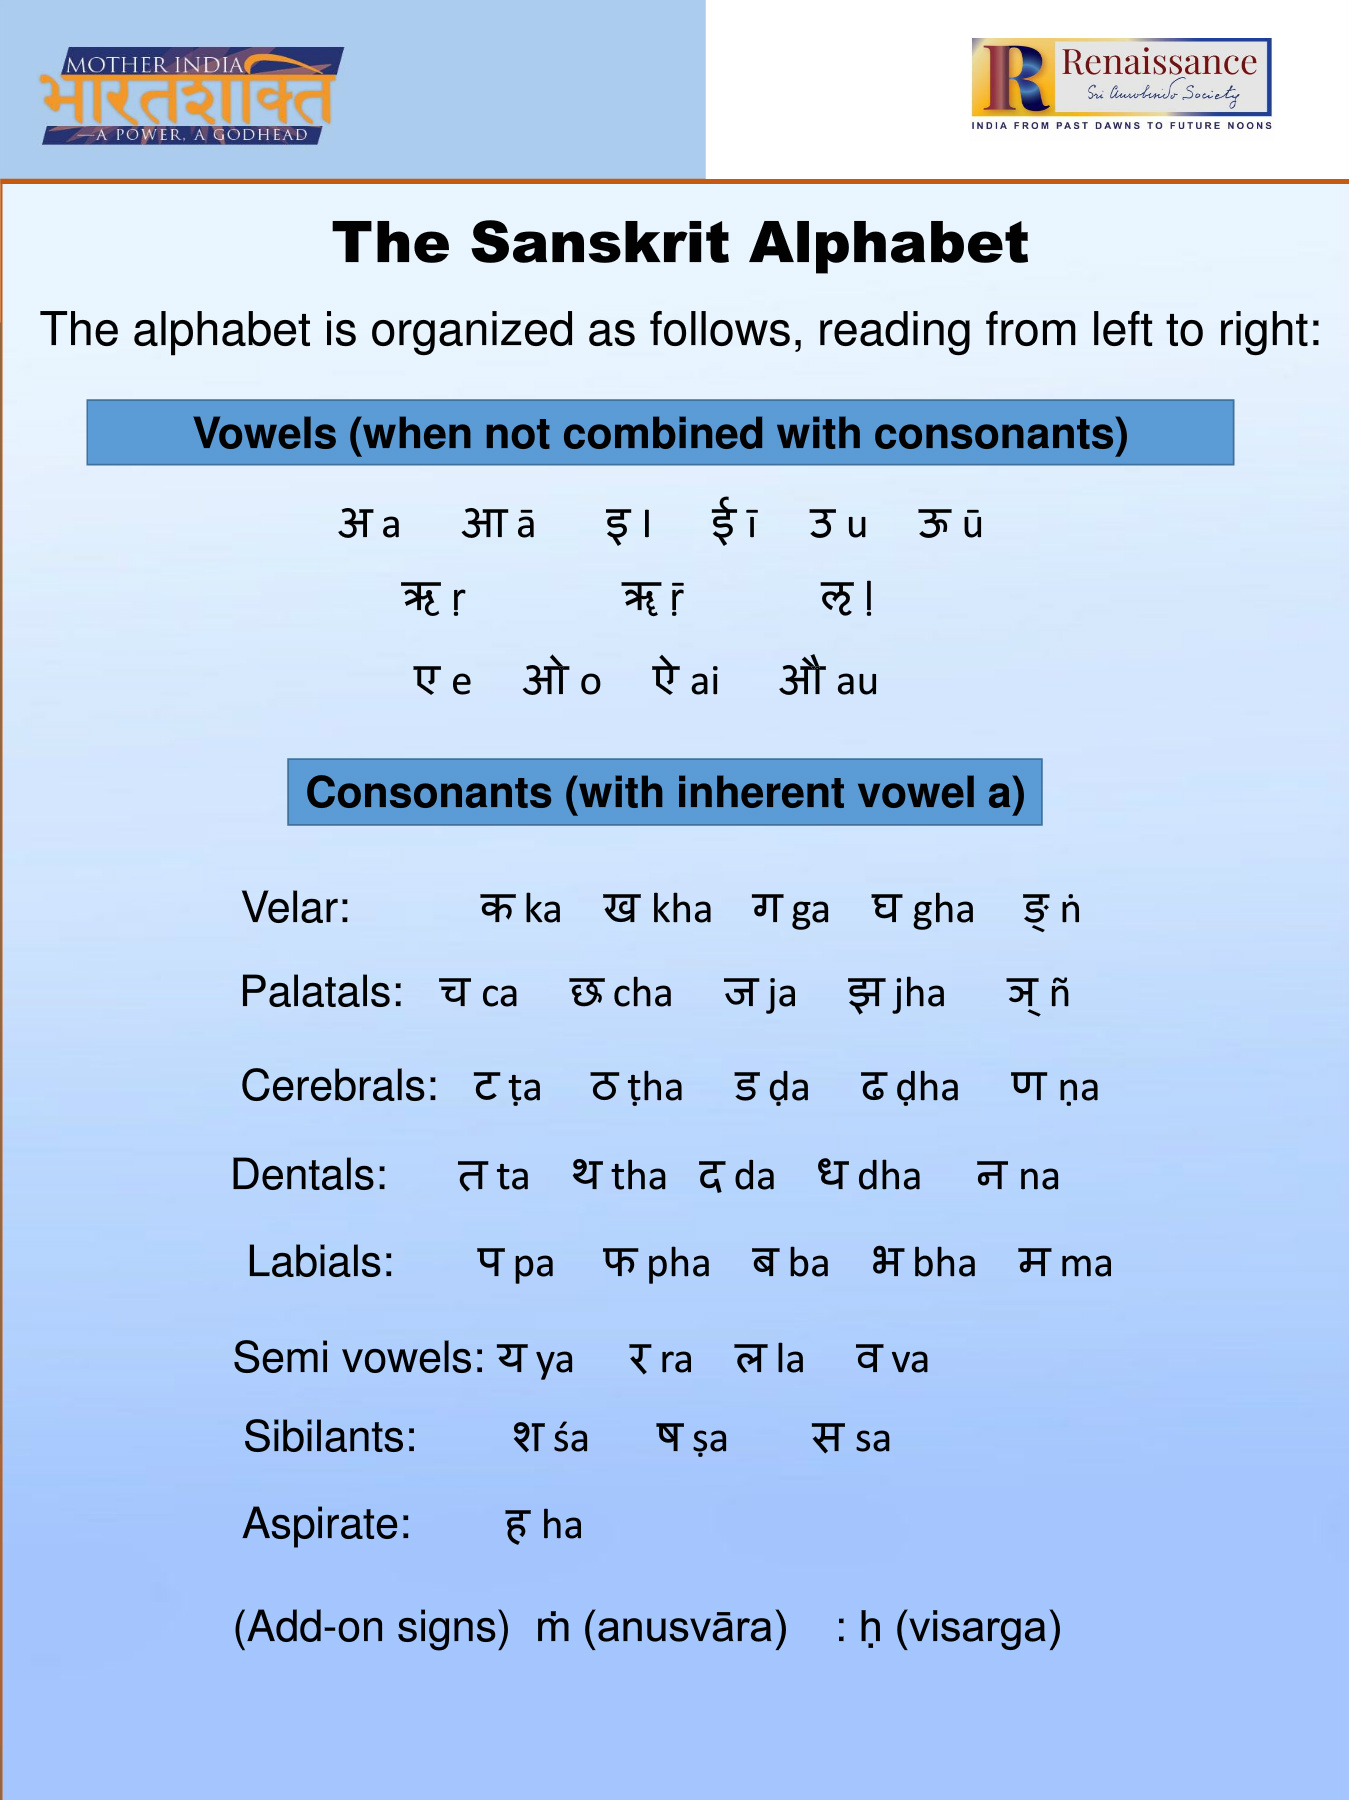 MOTHER INDIA
भारतशक्ति
A POWER, A GODHEAD
Renaissance
Sri Aurobindo Society
INDIA FROM PAST DAWNS TO FUTURE NOONS
The Sanskrit Alphabet
The alphabet is organized as follows, reading from left to right:
Vowels (when not combined with consonants)
अ a आ ā इ I ई ī उ u ऊ ū
ऋ ṛ ॠ ṝ ऌ ḷ
ए e ओ o ऐ ai औ au
Consonants (with inherent vowel a)
Velar: क ka ख kha ग ga घ gha ङ् ṅ
Palatals: च ca छ cha ज ja झ jha ञ् ñ
Cerebrals: ट ṭa ठ ṭha ड ḍa ढ ḍha ण ṇa
Dentals: त ta थ tha द da ध dha न na
Labials: प pa फ pha ब ba भ bha म ma
Semi vowels: य ya र ra ल la व va
Sibilants: श śa ष ṣa स sa
Aspirate: ह ha
(Add-on signs) ṁ (anusvāra) : ḥ (visarga)